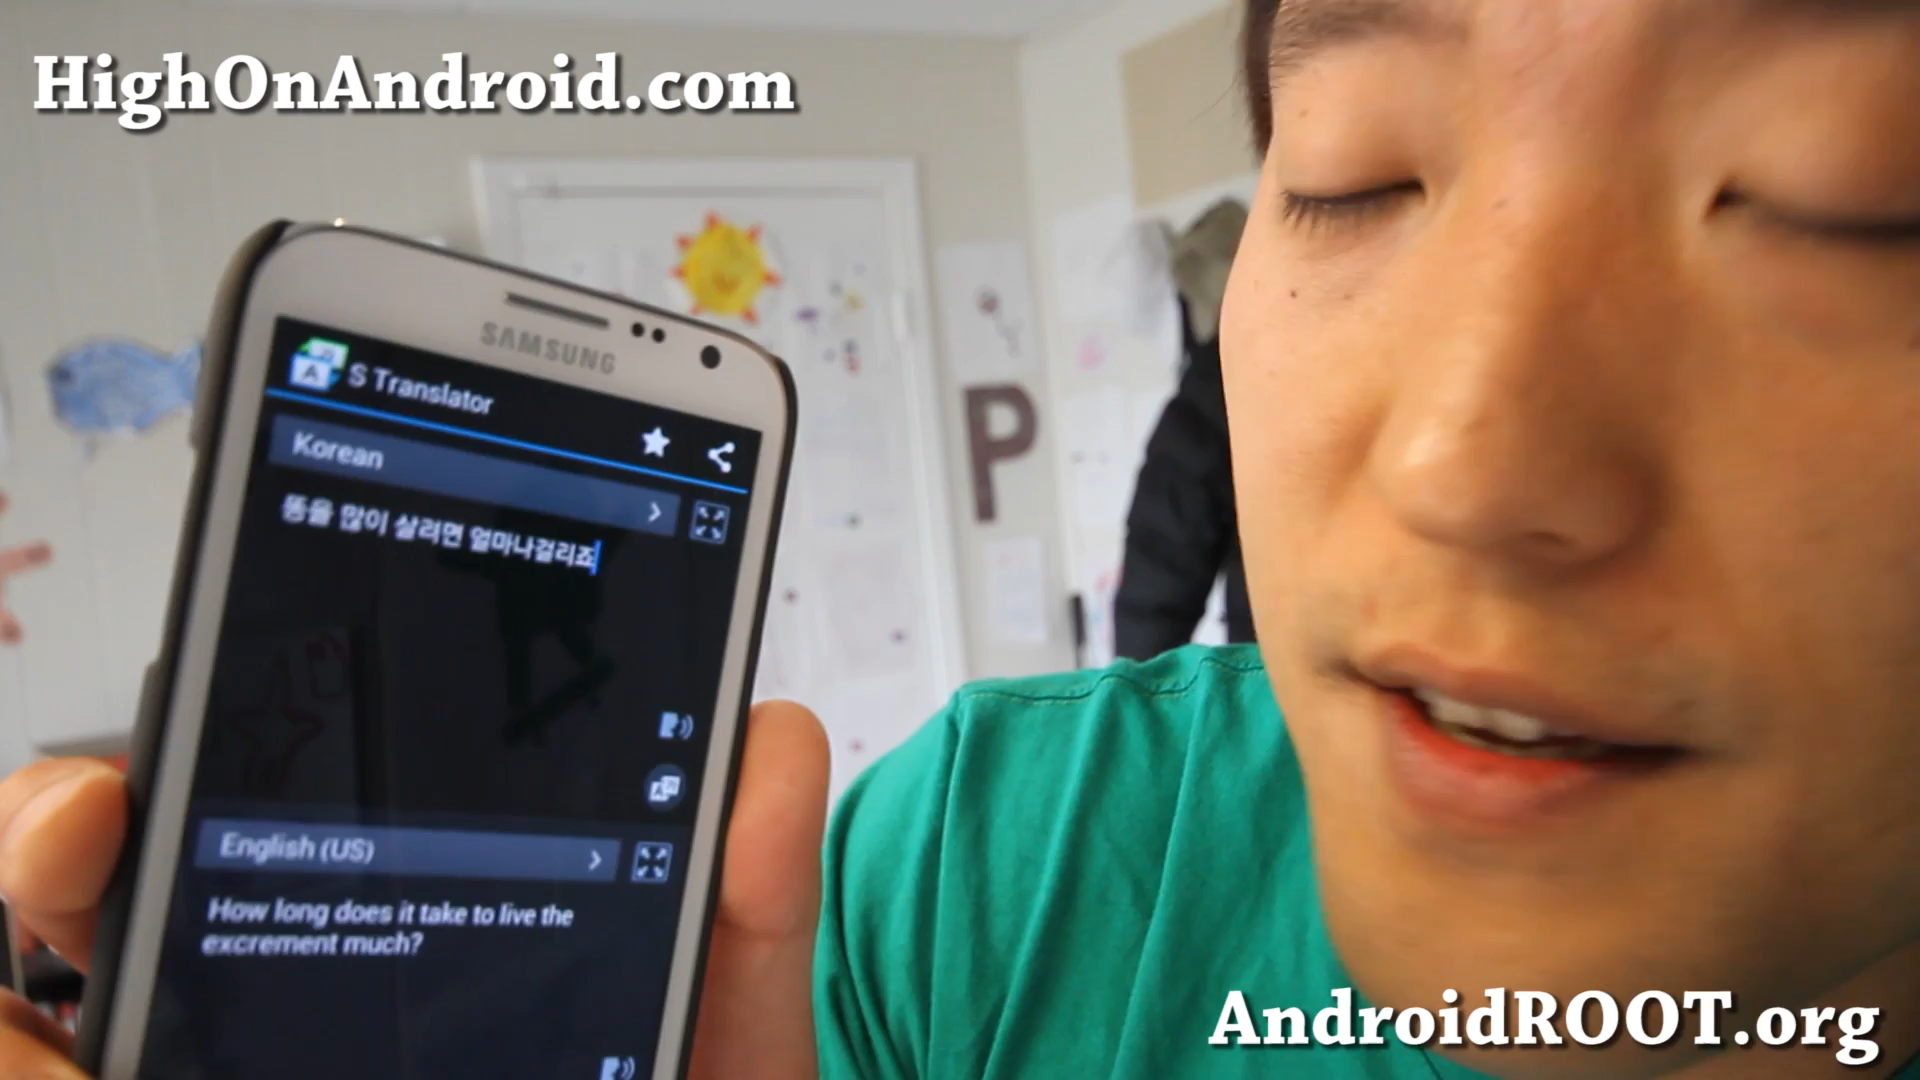 HighOnAndroid.com
SAMSUNG
S Translator
Korean
똥을 많이 살려면 얼마나걸리죠
English (US)
How long does it take to live the
excrement much?
P
AndroidROOT.org